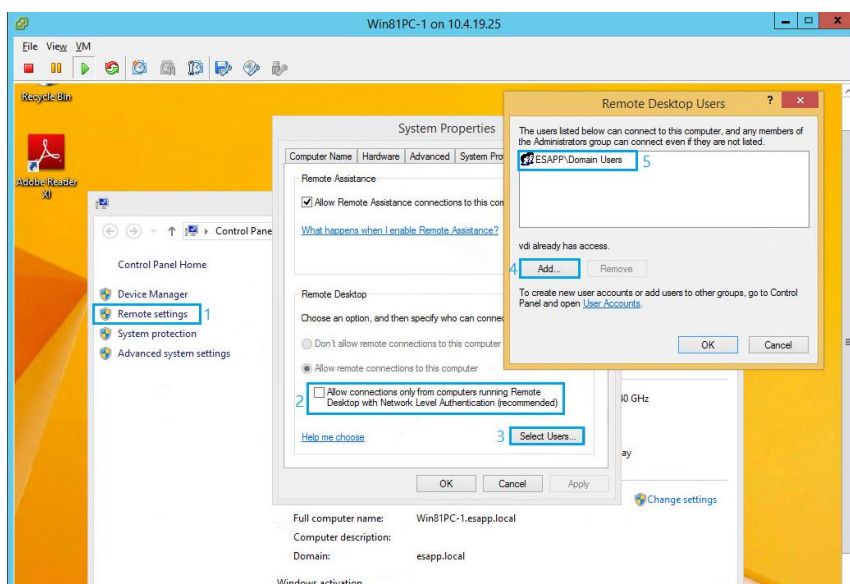 Win81PC-1 on 10.4.19.25
File View VM
Recycle Bin
Adobe Reader
XI
Control Pane
Control Panel Home
Device Manager
Remote settings 1
System protection
Advanced system settings
System Properties
Computer Name Hardware Advanced System Pro
Remote Assistance
Allow Remote Assistance connections to this con
What happens when I enable Remote Assistance?
Remote Desktop
Choose an option, and then specify who can connec
Don't allow remote connections to this computer
Allow remote connections to this computer
2 Allow connections only from computers running Remote
Desktop with Network Level Authentication (recommended)
Help me choose
3 Select Users...
OK Cancel Apply
Remote Desktop Users
? x
The users listed below can connect to this computer, and any members of
the Administrators group can connect even if they are not listed.
ESAPP\Domain Users 5
vdi already has access.
4 Add... Remove
To create new user accounts or add users to other groups, go to Control
Panel and open User Accounts.
OK Cancel
GHz
ay
Change settings
Full computer name: Win81PC-1.esapp.local
Computer description:
Domain: esapp.local
Windows activation